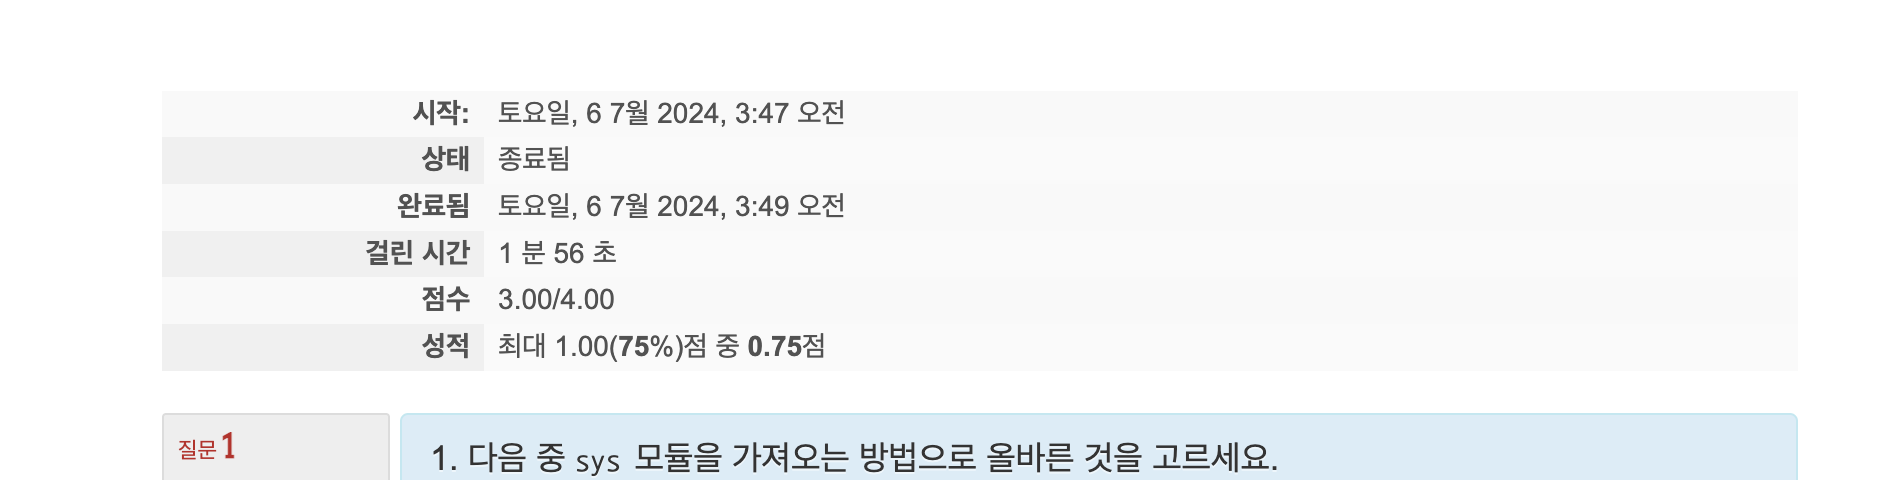 시작: 토요일, 6 7월 2024, 3:47 오전
상태 종료됨
완료됨 토요일, 6 7월 2024, 3:49 오전
걸린 시간 1 분 56 초
점수 3.00/4.00
성적 최대 1.00(75%)점 중 0.75점
질문 1
1. 다음 중 sys 모듈을 가져오는 방법으로 올바른 것을 고르세요.